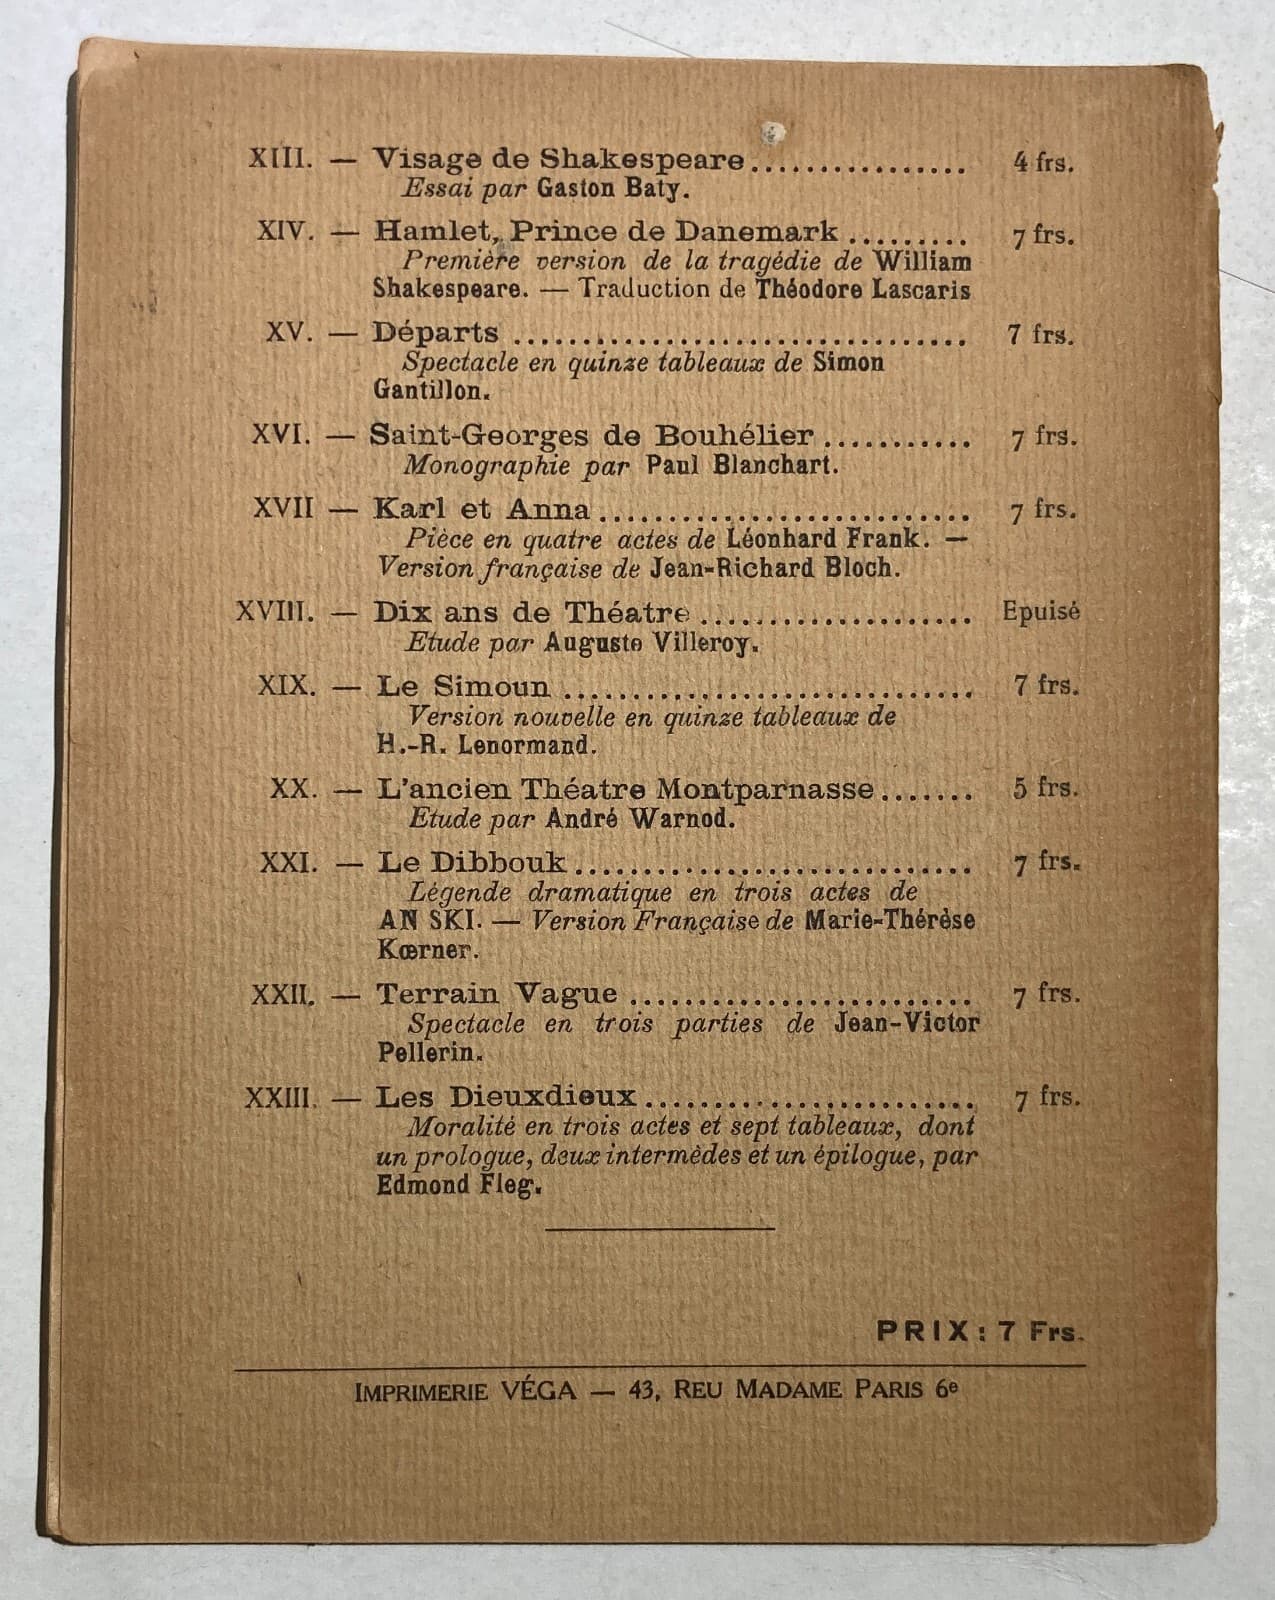 XIII. — Visage de Shakespeare................ 4 frs.
Essai par Gaston Baty.
XIV. — Hamlet, Prince de Danemark ......... 7 frs.
Première version de la tragédie de William
Shakespeare. — Traduction de Théodore Lascaris
XV. — Départs .................................. 7 frs.
Spectacle en quinze tableaux de Simon
Gantillon.
XVI. — Saint-Georges de Bouhélier ........... 7 frs.
Monographie par Paul Blanchart.
XVII — Karl et Anna............................ 7 frs.
Pièce en quatre actes de Léonhard Frank. —
Version française de Jean-Richard Bloch.
XVIII. — Dix ans de Théatre.................... Epuisé
Etude par Auguste Villeroy.
XIX. — Le Simoun .............................. 7 frs.
Version nouvelle en quinze tableaux de
H.-R. Lenormand.
XX. — L'ancien Théatre Montparnasse....... 5 frs.
Etude par André Warnod.
XXI. — Le Dibbouk.............................. 7 frs.
Légende dramatique en trois actes de
AN SKI. — Version Française de Marie-Thérèse
Kœrner.
XXII. — Terrain Vague ......................... 7 frs.
Spectacle en trois parties de Jean-Victor
Pellerin.
XXIII. — Les Dieuxdieux........................ 7 frs.
Moralité en trois actes et sept tableaux, dont
un prologue, deux intermèdes et un épilogue, par
Edmond Fleg.
PRIX : 7 Frs.
IMPRIMERIE VÉGA — 43, REU MADAME PARIS 6e